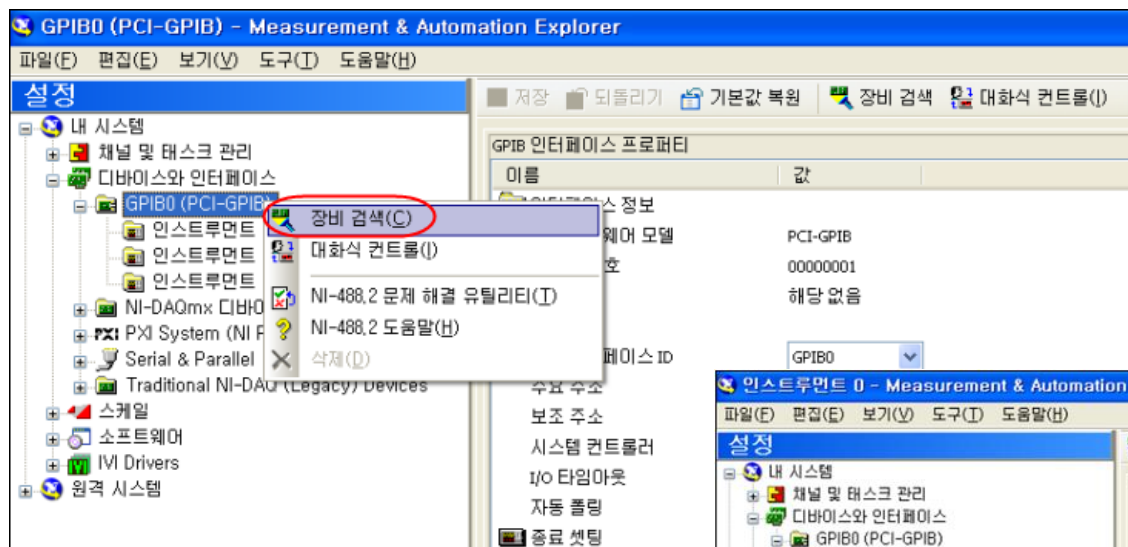 GPIB0 (PCI-GPIB) - Measurement & Automation Explorer
파일(F) 편집(E) 보기(V) 도구(T) 도움말(H)
설정
저장 되돌리기 기본값 복원 장비 검색 대화식 컨트롤(I)
내 시스템
채널 및 태스크 관리
디바이스와 인터페이스
GPIB0 (PCI-GPIB)
인스트루먼트
인스트루먼트
인스트루먼트
NI-DAQmx
PXI System (NI
Serial & Parallel
Traditional NI-DAQ (Legacy) Devices
스케일
소프트웨어
IVI Drivers
원격 시스템
장비 검색(C)
대화식 컨트롤(I)
NI-488.2 문제 해결 유틸리티(T)
NI-488.2 도움말(H)
삭제(D)
GPIB 인터페이스 프로퍼티
이름 값
정보
웨어 모델 PCI-GPIB
호 00000001
해당 없음
페이스 ID GPIB0
주요 주소
보조 주소
시스템 컨트롤러
I/O 타임아웃
자동 폴링
종료 셋팅
인스트루먼트 0 - Measurement & Automation
파일(F) 편집(E) 보기(V) 도구(T) 도움말(H)
설정
내 시스템
채널 및 태스크 관리
디바이스와 인터페이스
GPIB0 (PCI-GPIB)